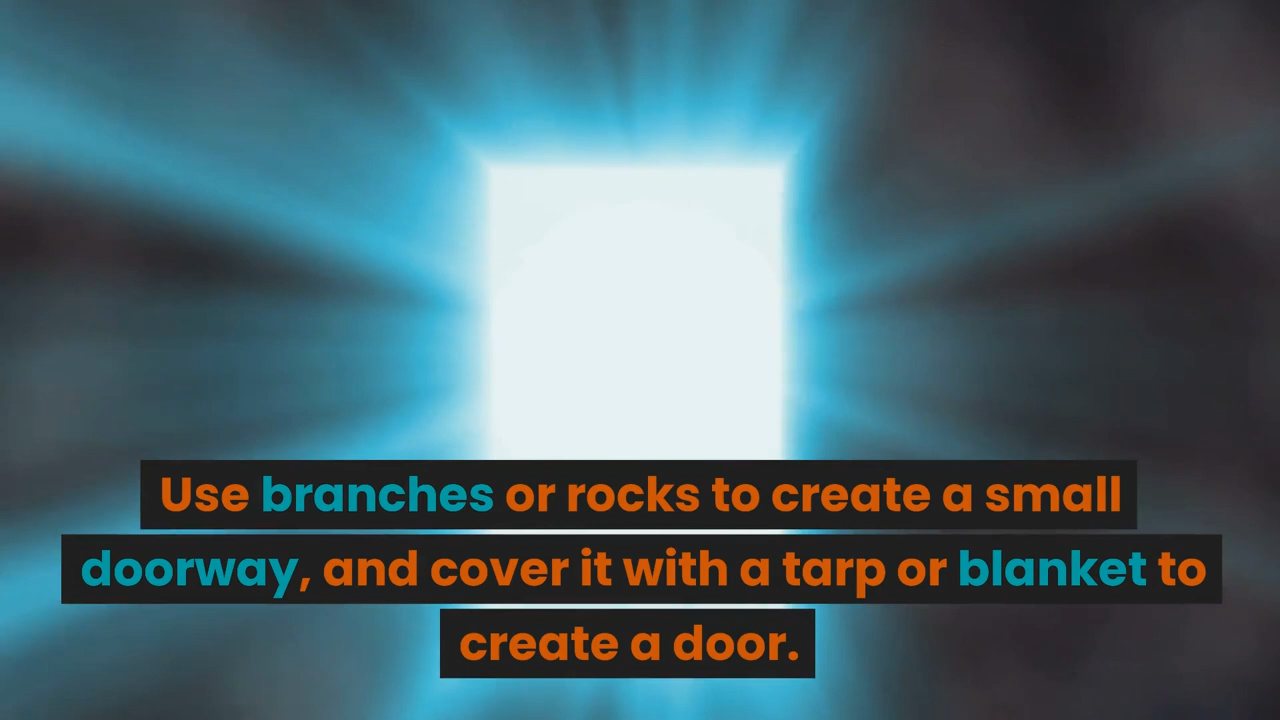 Use branches or rocks to create a small
doorway, and cover it with a tarp or blanket to
create a door.